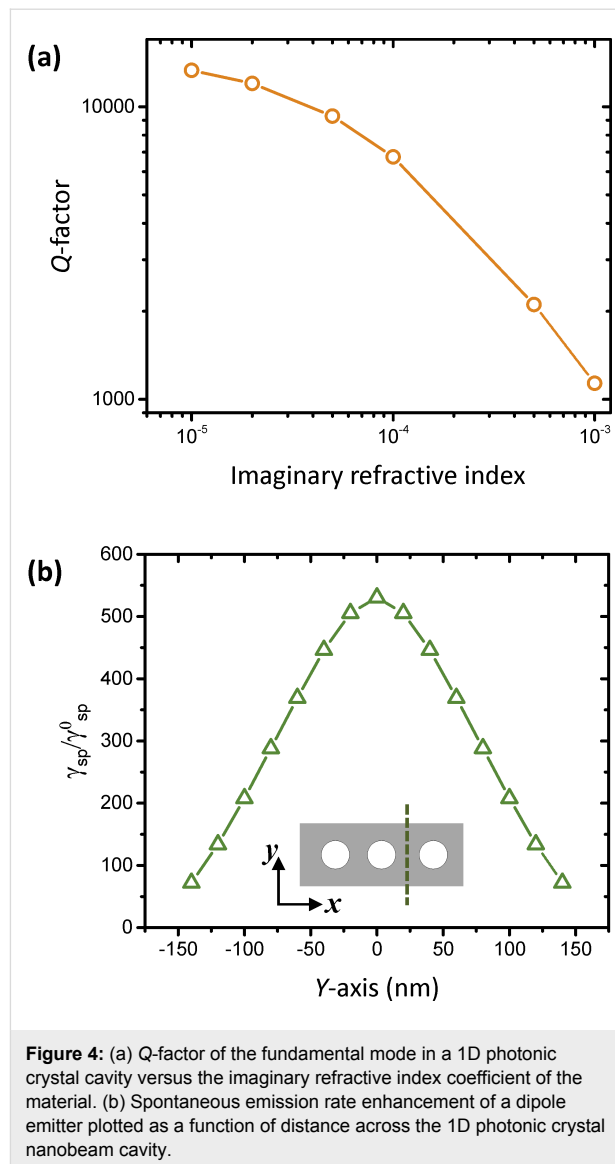 (a)
10000
1000
Q-factor
10⁻⁵
10⁻⁴
10⁻³
Imaginary refractive index
(b)
600
500
400
300
200
100
0
γsp/γ⁰sp
y
x
-150
-100
-50
0
50
100
150
Y-axis (nm)
Figure 4: (a) Q-factor of the fundamental mode in a 1D photonic
crystal cavity versus the imaginary refractive index coefficient of the
material. (b) Spontaneous emission rate enhancement of a dipole
emitter plotted as a function of distance across the 1D photonic crystal
nanobeam cavity.